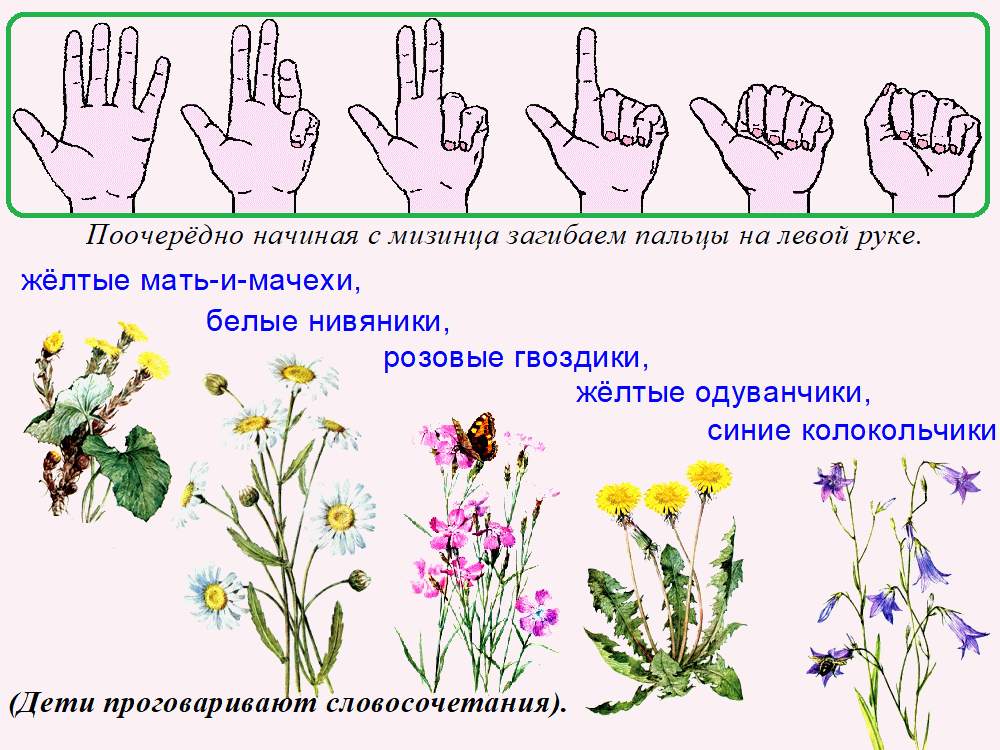 Поочерёдно начиная с мизинца загибаем пальцы на левой руке.
жёлтые мать-и-мачехи,
белые нивяники,
розовые гвоздики,
жёлтые одуванчики,
синие колокольчики
(Дети проговаривают словосочетания).